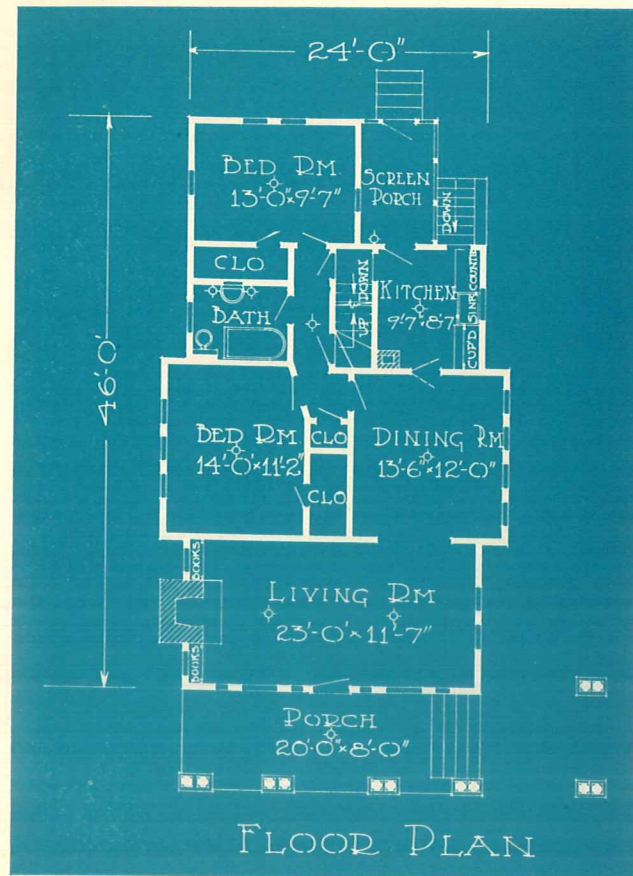 24'-0"
BED RM.
13'-0"x9'-7"
SCREEN
PORCH
DOWN
CLO
BATH
DOWN
UP
KITCHEN
9'-7"x8'-7
COUNTER
SINK
CUP'D
46'-0"
BED RM.
14'-0"x11'-2"
CLO
CLO
DINING RM
13'-6"x12'-0"
BOOKS
LIVING RM
23'-0"x11'-7"
BOOKS
PORCH
20'-0"x8'-0"
FLOOR PLAN